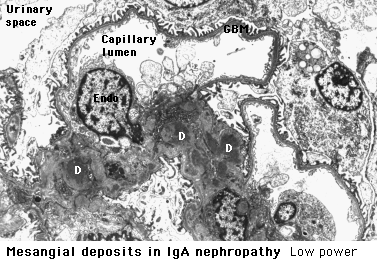 Urinary
space
GBM
Capillary
lumen
Endo
D
D
D
Mesangial deposits in IgA nephropathy Low power